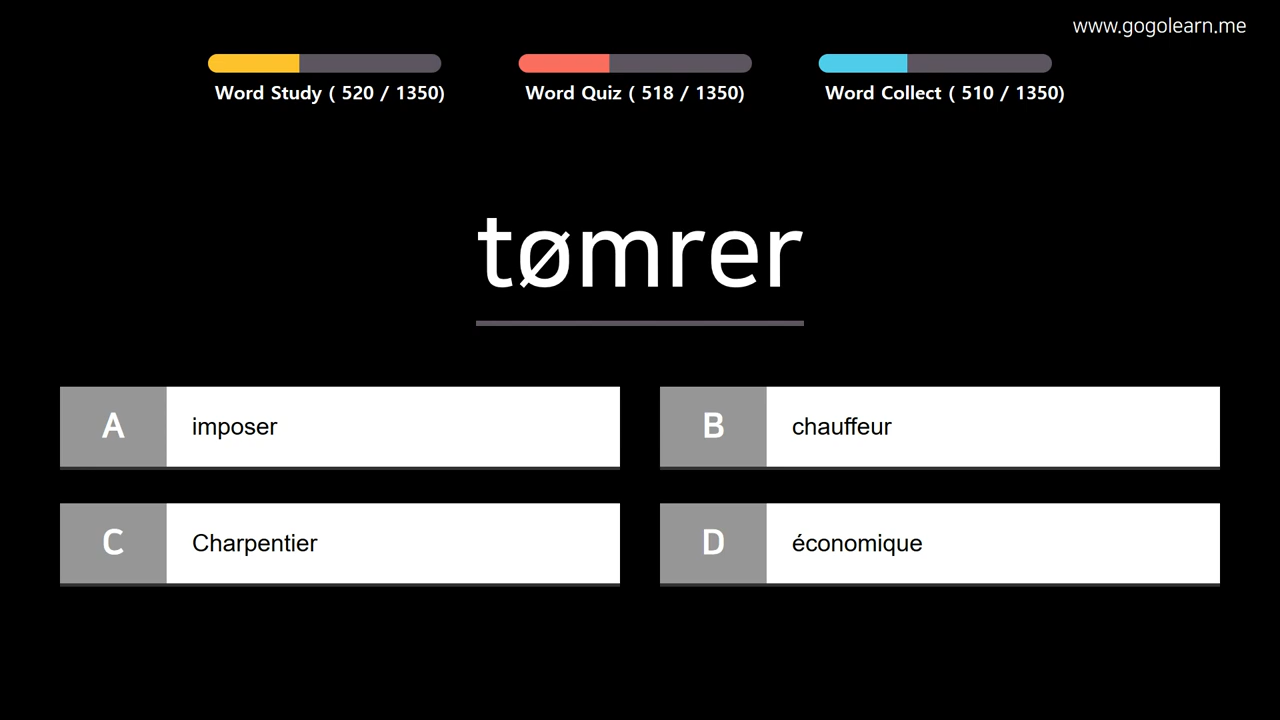 www.gogolearn.me
Word Study ( 520 / 1350)
Word Quiz ( 518 / 1350)
Word Collect ( 510 / 1350)
tømrer
A imposer
B chauffeur
C Charpentier
D économique